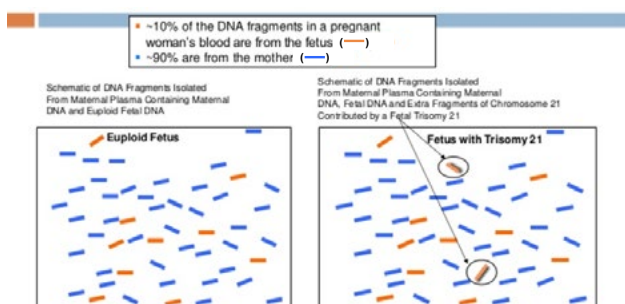 ~10% of the DNA fragments in a pregnant
woman's blood are from the fetus (—)
~90% are from the mother (—)
Schematic of DNA Fragments Isolated
From Maternal Plasma Containing Maternal
DNA and Euploid Fetal DNA
Schematic of DNA Fragments Isolated
From Maternal Plasma Containing Maternal
DNA, Fetal DNA and Extra Fragments of Chromosome 21
Contributed by a Fetal Trisomy 21
Euploid Fetus
Fetus with Trisomy 21